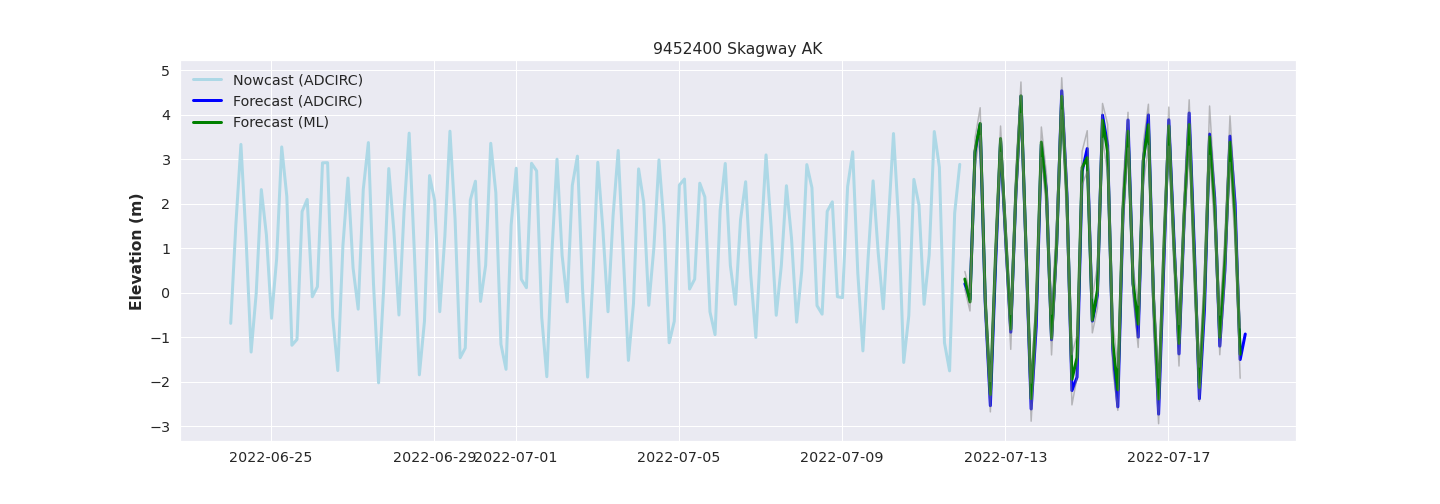 9452400 Skagway AK
Nowcast (ADCIRC)
Forecast (ADCIRC)
Forecast (ML)
Elevation (m)
5
4
3
2
1
0
−1
−2
−3
2022-06-25 2022-06-29 2022-07-01 2022-07-05 2022-07-09 2022-07-13 2022-07-17